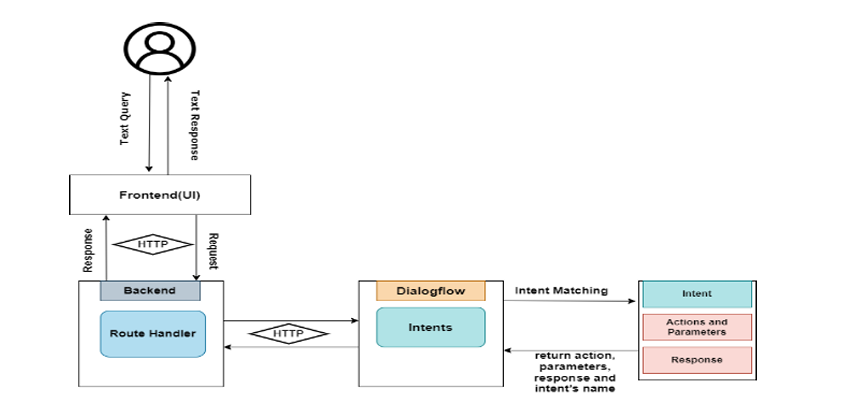 Text Query
Text Response
Frontend(UI)
Response
HTTP
Request
Backend
Route Handler
HTTP
Dialogflow
Intents
Intent Matching
return action,
parameters,
response and
intent's name
Intent
Actions and
Parameters
Response